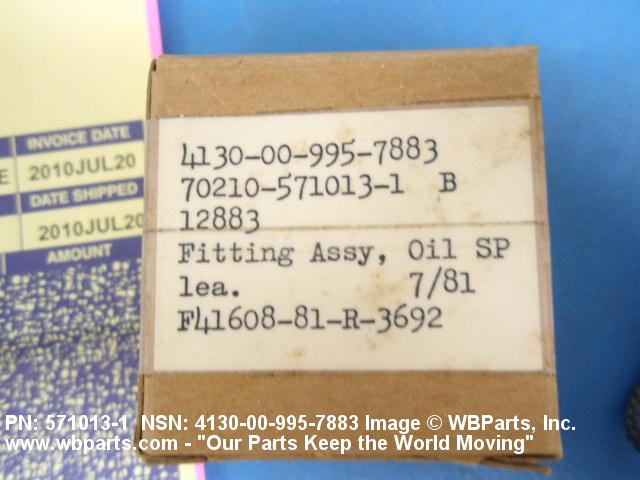 INVOICE DATE
E 2010JUL20
DATE SHIPPED
2010JUL20
AMOUNT
4130-00-995-7883
70210-571013-1 B
12883
Fitting Assy, Oil SP
1ea. 7/81
F41608-81-R-3692
PN: 571013-1 NSN: 4130-00-995-7883 Image © WBParts, Inc.
www.wbparts.com - "Our Parts Keep the World Moving"